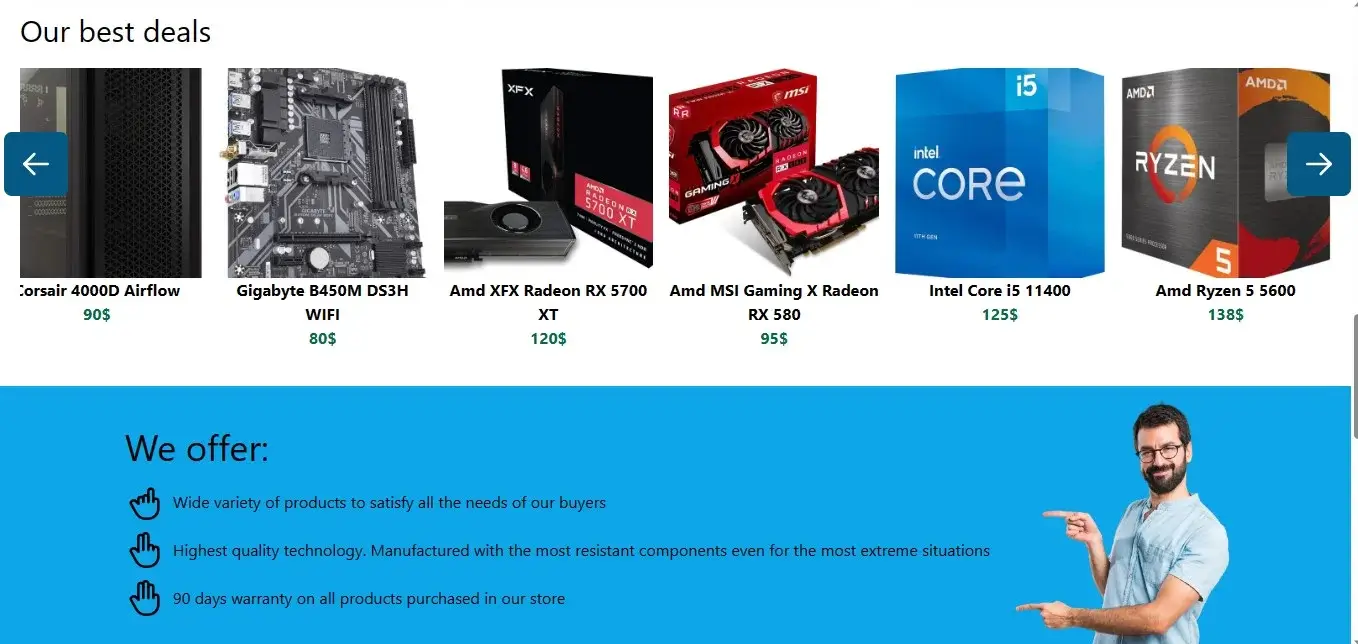 Our best deals
XFX
AMD
RADEON RX
5700 XT
msi
RADEON
GAMING X
i5
intel
CORE
11TH GEN
AMD
AMD
RYZEN
5
Corsair 4000D Airflow
90$
Gigabyte B450M DS3H
WIFI
80$
Amd XFX Radeon RX 5700
XT
120$
Amd MSI Gaming X Radeon
RX 580
95$
Intel Core i5 11400
125$
Amd Ryzen 5 5600
138$
We offer:
Wide variety of products to satisfy all the needs of our buyers
Highest quality technology. Manufactured with the most resistant components even for the most extreme situations
90 days warranty on all products purchased in our store